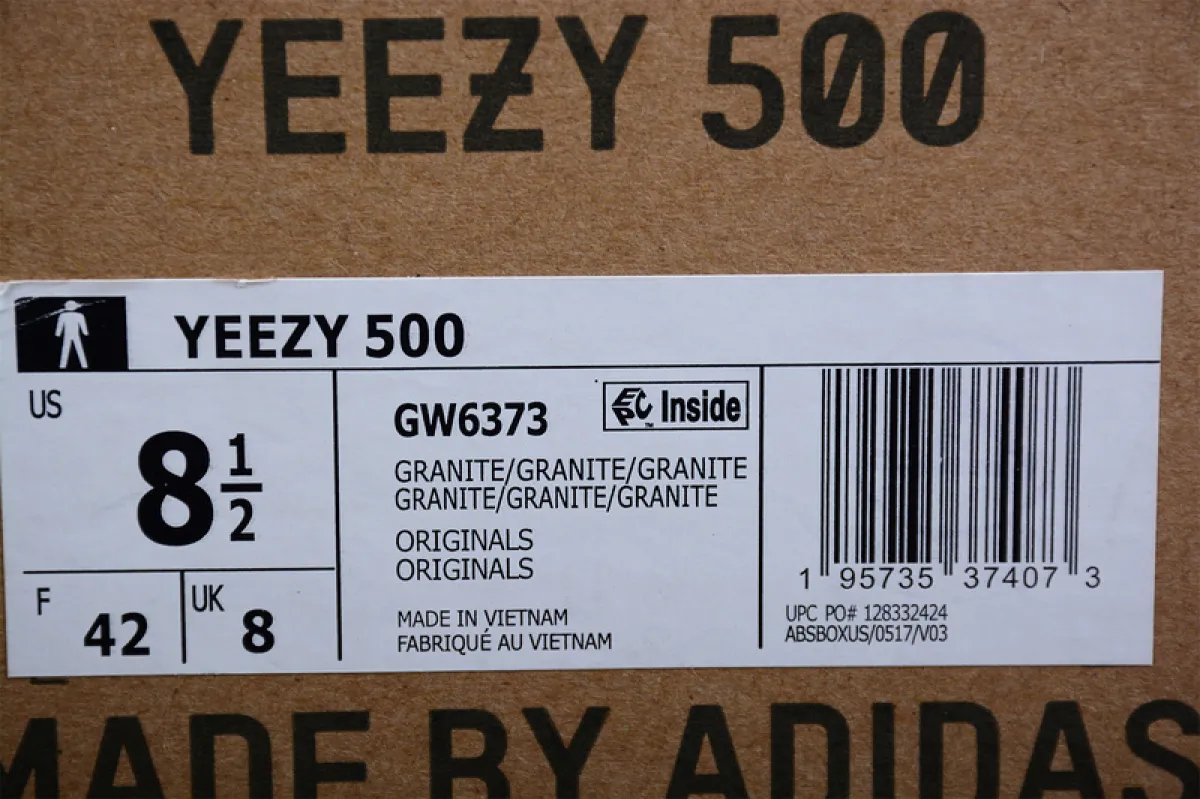 YEEZY 500
YEEZY 500
US
8 1/2
F 42
UK 8
GW6373
EPC Inside
™
GRANITE/GRANITE/GRANITE
GRANITE/GRANITE/GRANITE
ORIGINALS
ORIGINALS
MADE IN VIETNAM
FABRIQUÉ AU VIETNAM
1 95735 37407 3
UPC PO# 128332424
ABSBOXUS/0517/V03
MADE BY ADIDAS